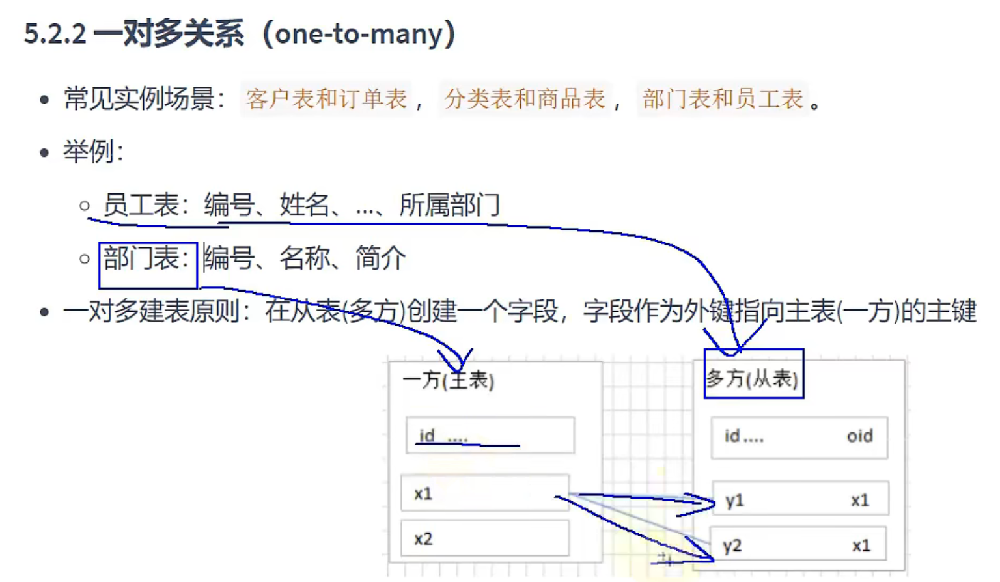 5.2.2 一对多关系（one-to-many）
常见实例场景：客户表和订单表，分类表和商品表，部门表和员工表。
举例：
员工表：编号、姓名、...、所属部门
部门表：编号、名称、简介
一对多建表原则：在从表(多方)创建一个字段，字段作为外键指向主表(一方)的主键
一方(主表)
id ....
x1
x2
多方(从表)
id .... oid
y1 x1
y2 x1